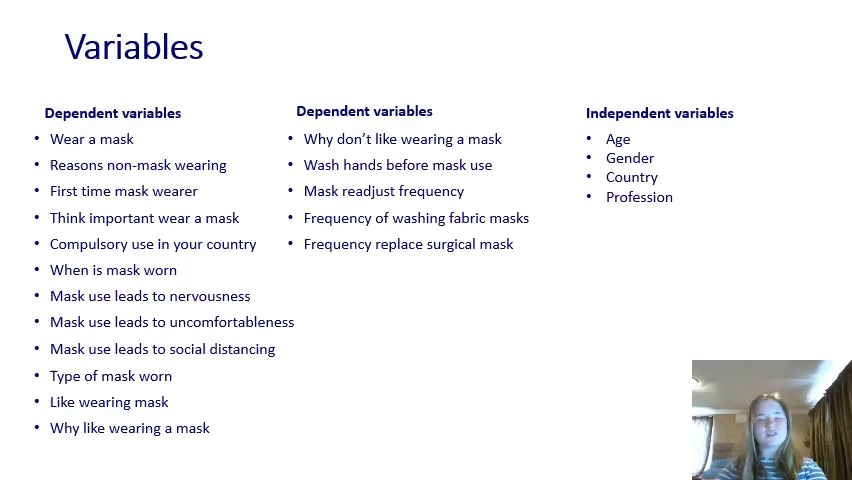 Variables
Dependent variables
• Wear a mask
• Reasons non-mask wearing
• First time mask wearer
• Think important wear a mask
• Compulsory use in your country
• When is mask worn
• Mask use leads to nervousness
• Mask use leads to uncomfortableness
• Mask use leads to social distancing
• Type of mask worn
• Like wearing mask
• Why like wearing a mask
Dependent variables
• Why don’t like wearing a mask
• Wash hands before mask use
• Mask readjust frequency
• Frequency of washing fabric masks
• Frequency replace surgical mask
Independent variables
• Age
• Gender
• Country
• Profession